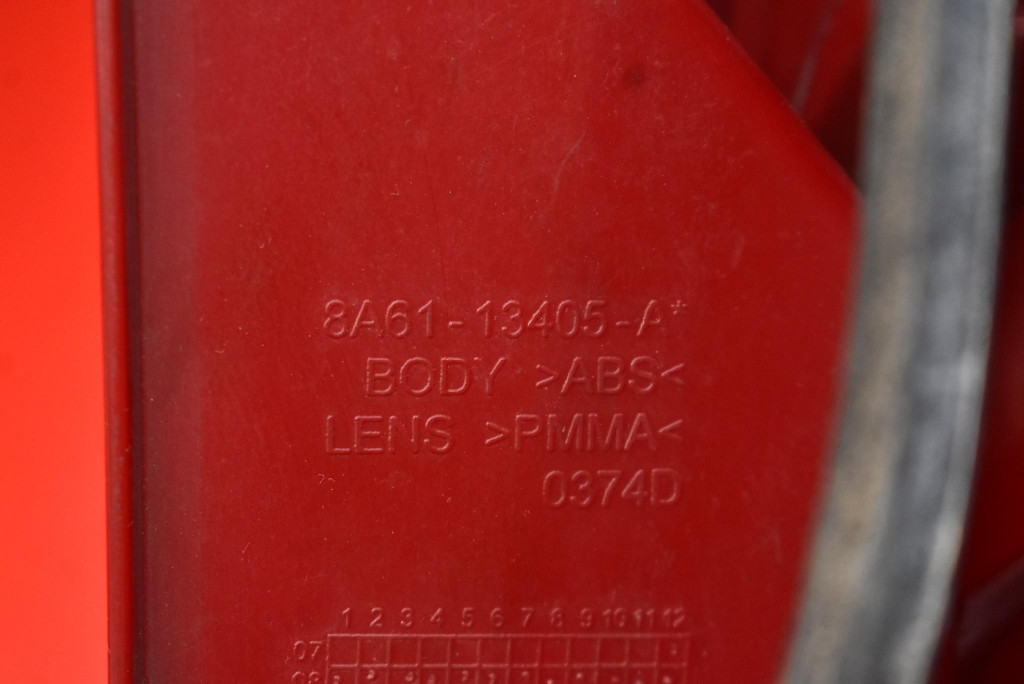 8A61-13405-A*
BODY >ABS<
LENS >PMMA<
0374D
1 2 3 4 5 6 7 8 9 10 11 12
07